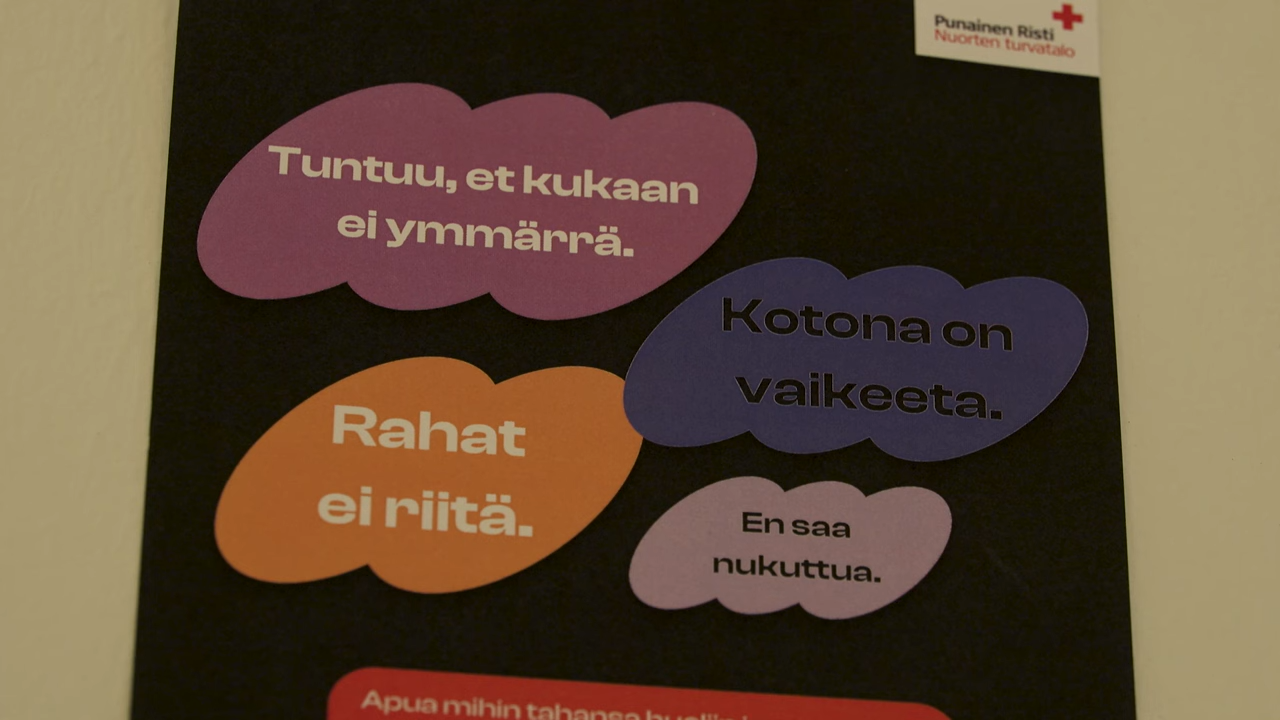 Punainen Risti
Nuorten turvatalo
Tuntuu, et kukaan
ei ymmärrä.
Kotona on
vaikeeta.
Rahat
ei riitä.
En saa
nukuttua.
Apua mihin tahansa